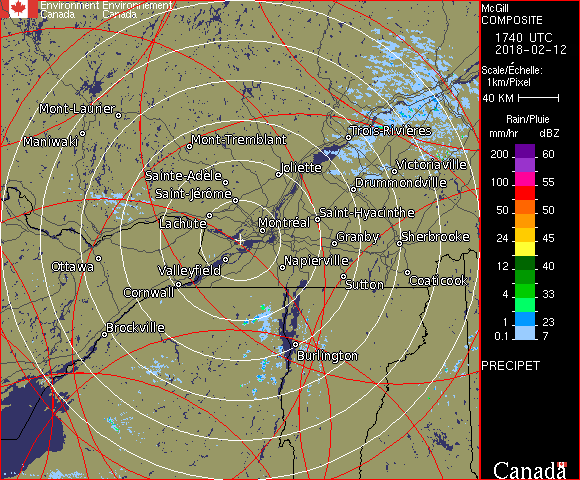 Environment Environnement
Canada Canada
McGill
COMPOSITE
1740 UTC
2018-02-12
Scale/Échelle:
1km/Pixel
40 KM
Rain/Pluie
mm/hr dBZ
200 60
100 55
75 53
50 50
24 45
12 40
4 33
1 23
0.1 7
PRECIPET
Canada
Mont-Laurier
Maniwaki
Mont-Tremblant
Trois-Rivières
Sainte-Adèle
Joliette
Victoriaville
Saint-Jérôme
Drummondville
Lachute
Montréal
Saint-Hyacinthe
Granby
Sherbrooke
Ottawa
Valleyfield
Napierville
Cornwall
Sutton
Coaticook
Brockville
Burlington